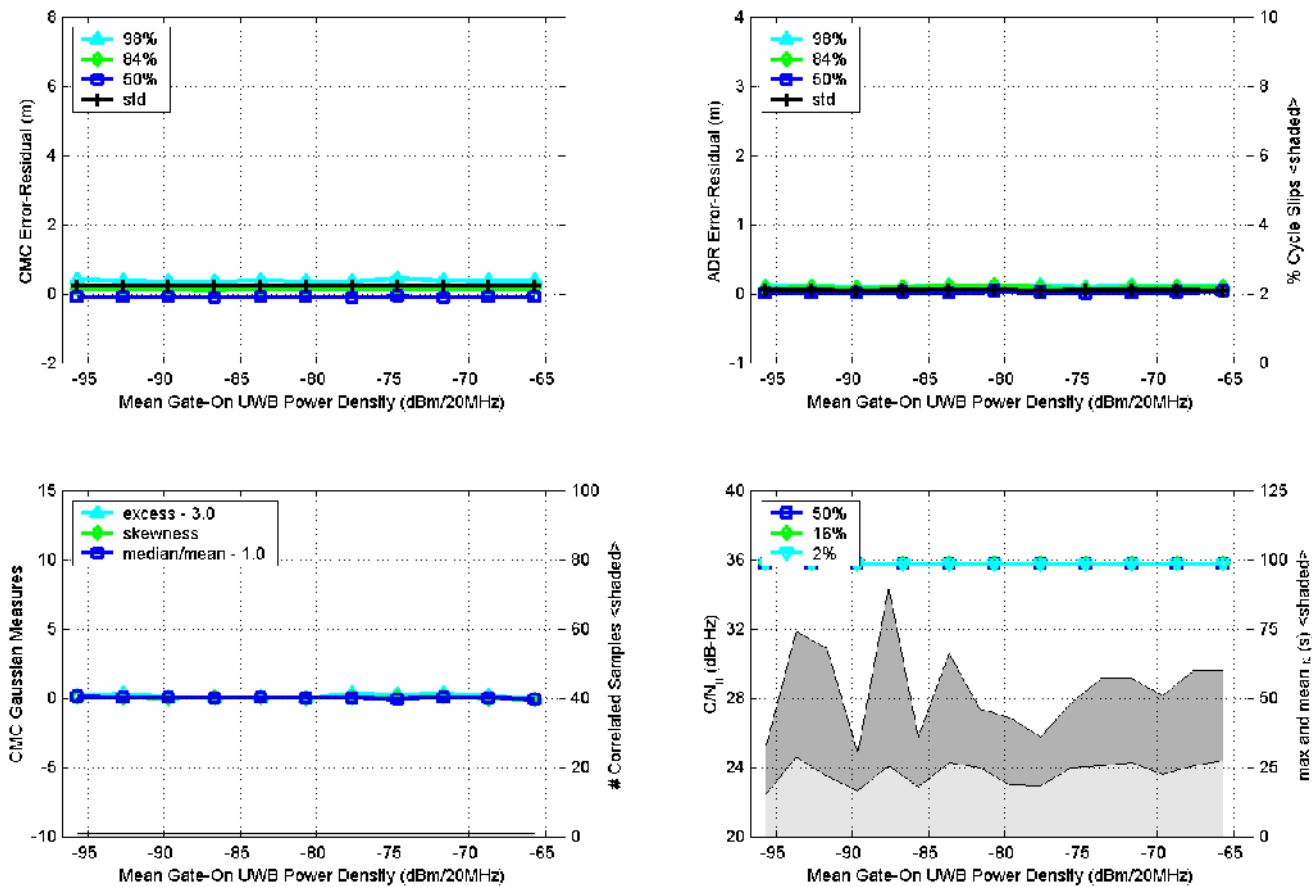 98%
84%
50%
std
8
6
4
2
0
-2
CMC Error-Residual (m)
-95 -90 -85 -80 -75 -70 -65
Mean Gate-On UWB Power Density (dBm/20MHz)
98%
84%
50%
std
4
3
2
1
0
-1
ADR Error-Residual (m)
10
8
6
4
2
0
% Cycle Slips <shaded>
-95 -90 -85 -80 -75 -70 -65
Mean Gate-On UWB Power Density (dBm/20MHz)
excess - 3.0
skewness
median/mean - 1.0
15
10
5
0
-5
-10
CMC Gaussian Measures
100
80
60
40
20
0
# Correlated Samples <shaded>
-95 -90 -85 -80 -75 -70 -65
Mean Gate-On UWB Power Density (dBm/20MHz)
50%
16%
2%
40
36
32
28
24
20
C/N (dB-Hz)
125
100
75
50
25
0
max and mean (s) <shaded>
-95 -90 -85 -80 -75 -70 -65
Mean Gate-On UWB Power Density (dBm/20MHz)